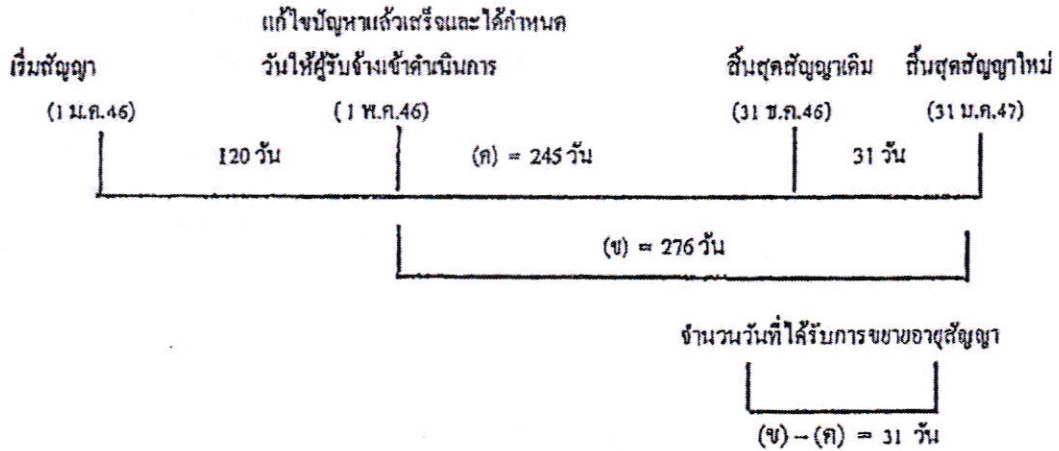 แก้ไขปัญหาแล้วเสร็จและได้กำหนด
เริ่มสัญญา วันให้ผู้รับจ้างเข้าดำเนินการ สิ้นสุดสัญญาเดิม สิ้นสุดสัญญาใหม่
(1 ม.ค.46) (1 พ.ค.46) (31 ธ.ค.46) (31 ม.ค.47)
120 วัน (ค) = 245 วัน 31 วัน
(ข) = 276 วัน
จำนวนวันที่ได้รับการขยายอายุสัญญา
(ข) – (ค) = 31 วัน